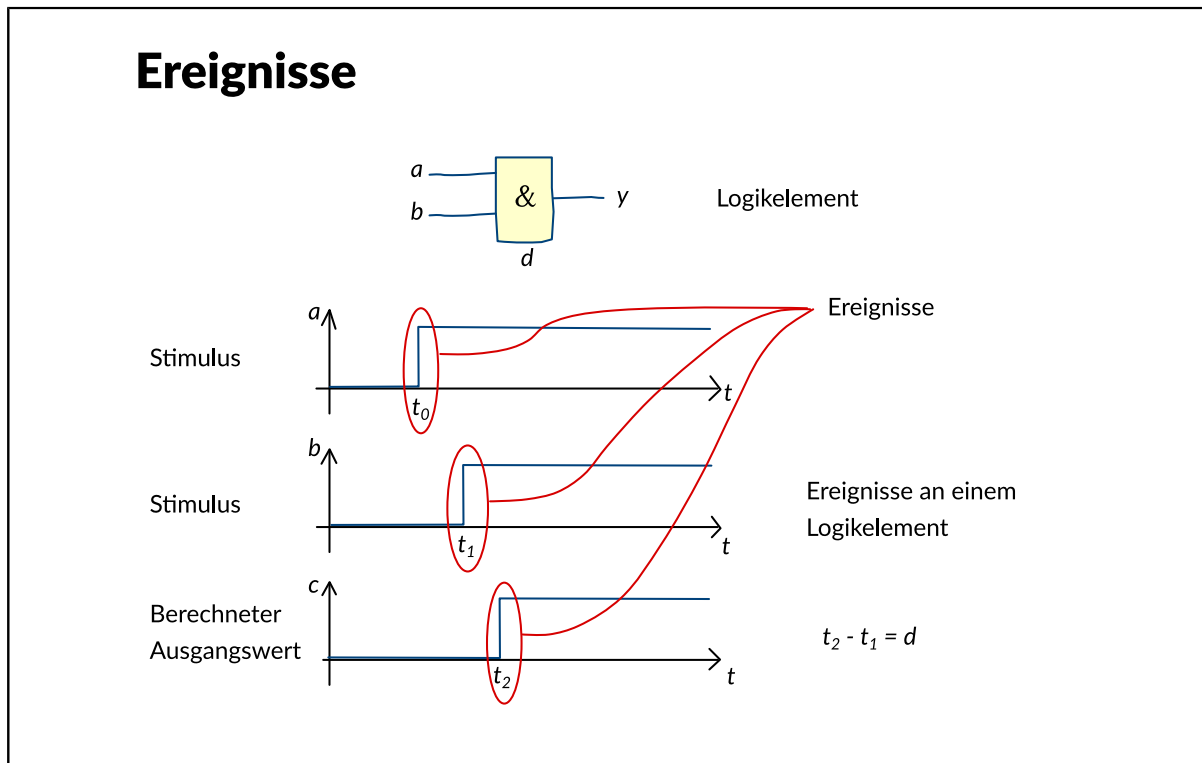 Ereignisse
a
b
&
y
d
Logikelement
a
Stimulus
t
t₀
Ereignisse
b
Stimulus
t
t₁
Ereignisse an einem
Logikelement
c
Berechneter
Ausgangswert
t
t₂
t₂ - t₁ = d